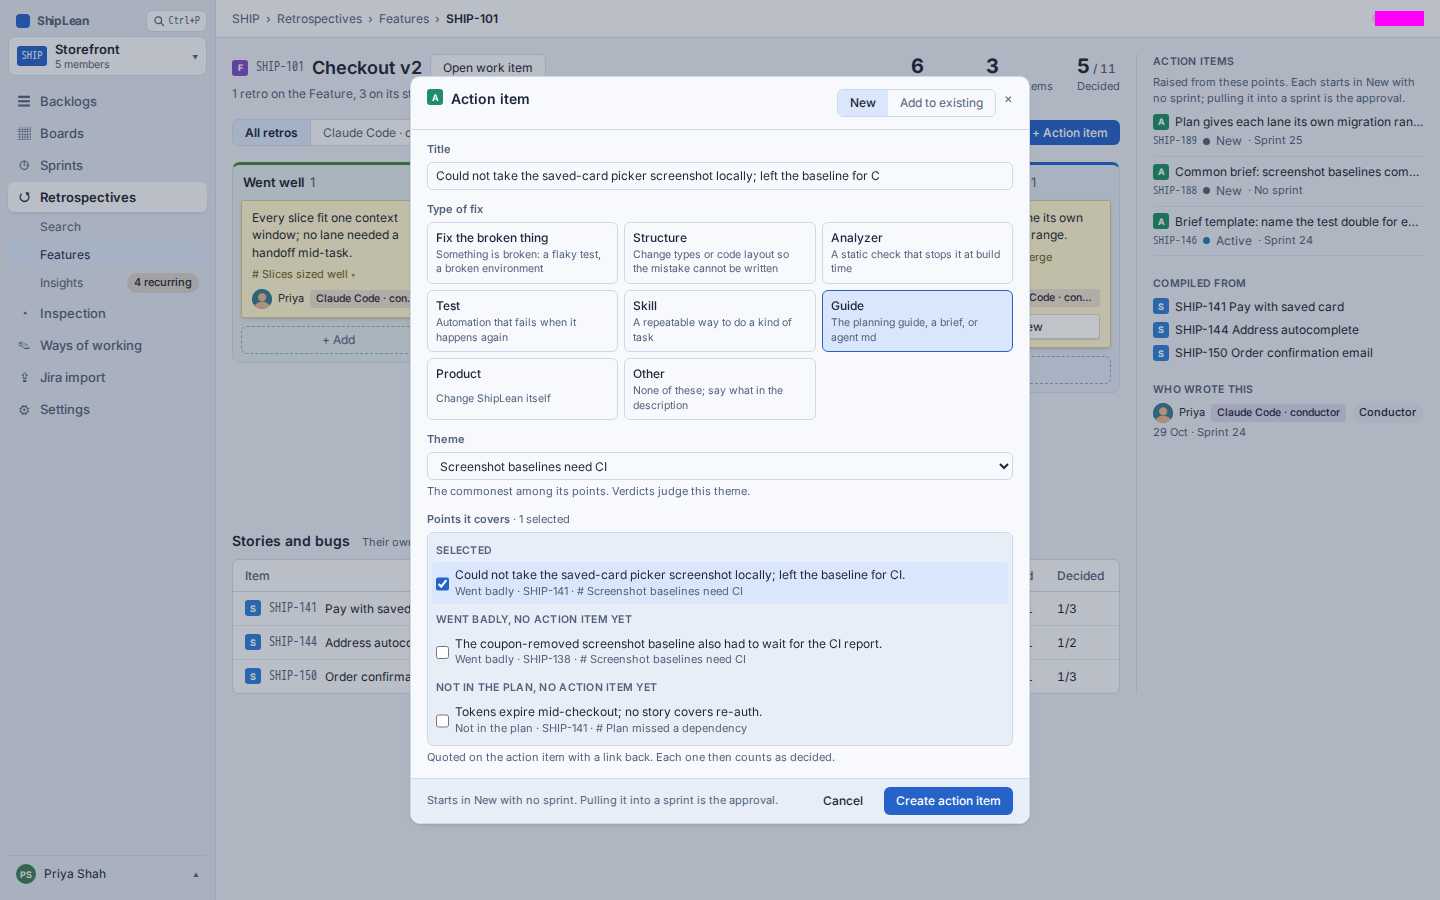 ShipLean
Ctrl+P
SHIP
Storefront
5 members
Backlogs
Boards
Sprints
Retrospectives
Search
Features
Insights
4 recurring
Inspection
Ways of working
Jira import
Settings
PS
Priya Shah
SHIP › Retrospectives › Features › SHIP-101
F SHIP-101 Checkout v2
Open work item
6
3
5 / 11
ems
Decided
1 retro on the Feature, 3 on its st
All retros
Claude Code · c
+ Action item
Went well 1
Every slice fit one context
window; no lane needed a
handoff mid-task.
# Slices sized well
Priya
Claude Code · con...
+ Add
1
ne its own
range.
erge
Code · con...
ew
Stories and bugs
Their own
Item
Decided
S SHIP-141 Pay with saved
1/3
S SHIP-144 Address autoco
1/2
S SHIP-150 Order confirma
1/3
A Action item
New
Add to existing
×
Title
Could not take the saved-card picker screenshot locally; left the baseline for C
Type of fix
Fix the broken thing
Something is broken: a flaky test,
a broken environment
Structure
Change types or code layout so
the mistake cannot be written
Analyzer
A static check that stops it at build
time
Test
Automation that fails when it
happens again
Skill
A repeatable way to do a kind of
task
Guide
The planning guide, a brief, or
agent md
Product
Change ShipLean itself
Other
None of these; say what in the
description
Theme
Screenshot baselines need CI
The commonest among its points. Verdicts judge this theme.
Points it covers · 1 selected
SELECTED
Could not take the saved-card picker screenshot locally; left the baseline for CI.
Went badly · SHIP-141 · # Screenshot baselines need CI
WENT BADLY, NO ACTION ITEM YET
The coupon-removed screenshot baseline also had to wait for the CI report.
Went badly · SHIP-138 · # Screenshot baselines need CI
NOT IN THE PLAN, NO ACTION ITEM YET
Tokens expire mid-checkout; no story covers re-auth.
Not in the plan · SHIP-141 · # Plan missed a dependency
Quoted on the action item with a link back. Each one then counts as decided.
Starts in New with no sprint. Pulling it into a sprint is the approval.
Cancel
Create action item
ACTION ITEMS
Raised from these points. Each starts in New with
no sprint; pulling it into a sprint is the approval.
A Plan gives each lane its own migration ran...
SHIP-189 New · Sprint 25
A Common brief: screenshot baselines com...
SHIP-188 New · No sprint
A Brief template: name the test double for e...
SHIP-146 Active · Sprint 24
COMPILED FROM
S SHIP-141 Pay with saved card
S SHIP-144 Address autocomplete
S SHIP-150 Order confirmation email
WHO WROTE THIS
Priya Claude Code · conductor Conductor
29 Oct · Sprint 24